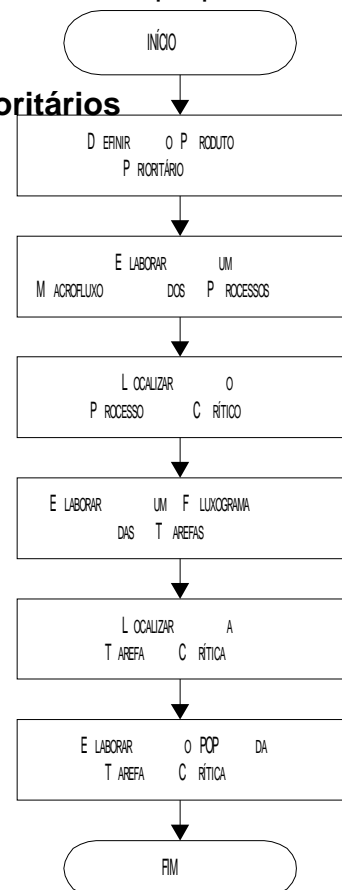 INÍCIO
oritários
DEFINIR O PRODUTO
PRIORITÁRIO
ELABORAR UM
MACROFLUXO DOS PROCESSOS
LOCALIZAR O
PROCESSO CRÍTICO
ELABORAR UM FLUXOGRAMA
DAS TAREFAS
LOCALIZAR A
TAREFA CRÍTICA
ELABORAR O POP DA
TAREFA CRÍTICA
FIM